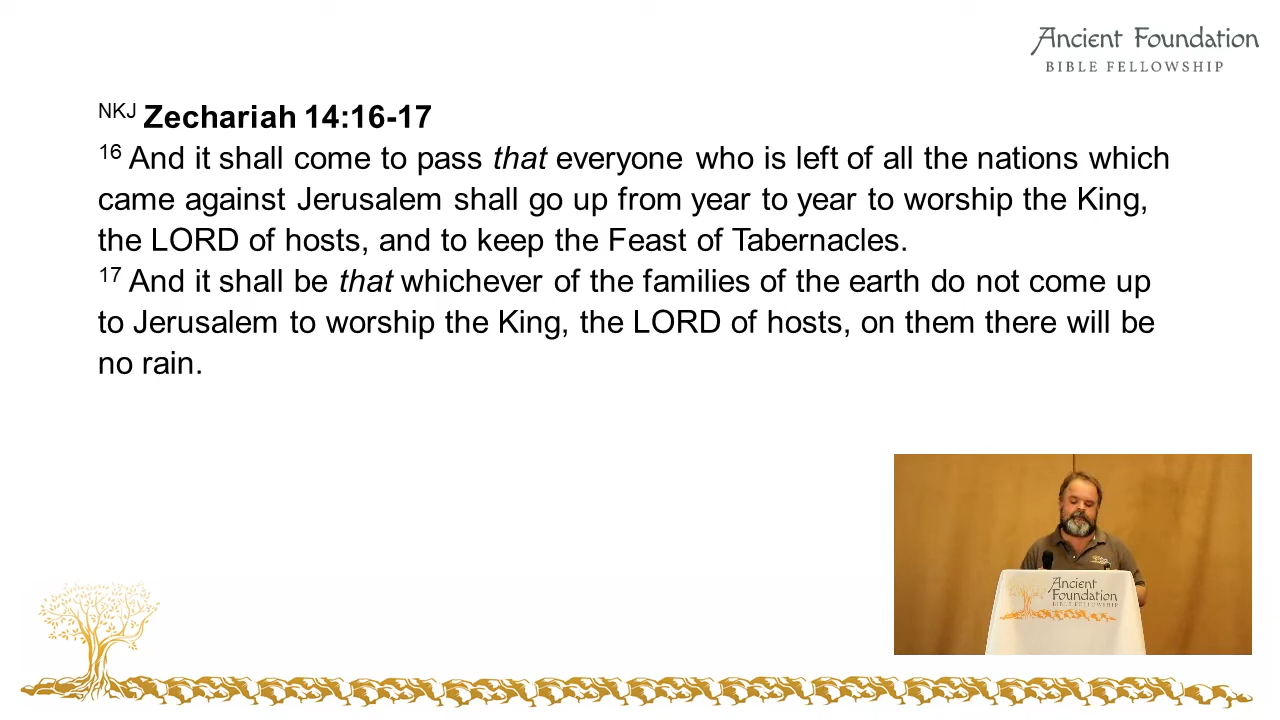 Ancient Foundation
BIBLE FELLOWSHIP
NKJ Zechariah 14:16-17
16 And it shall come to pass that everyone who is left of all the nations which
came against Jerusalem shall go up from year to year to worship the King,
the LORD of hosts, and to keep the Feast of Tabernacles.
17 And it shall be that whichever of the families of the earth do not come up
to Jerusalem to worship the King, the LORD of hosts, on them there will be
no rain.
Ancient
Foundation
BIBLE FELLOWSHIP